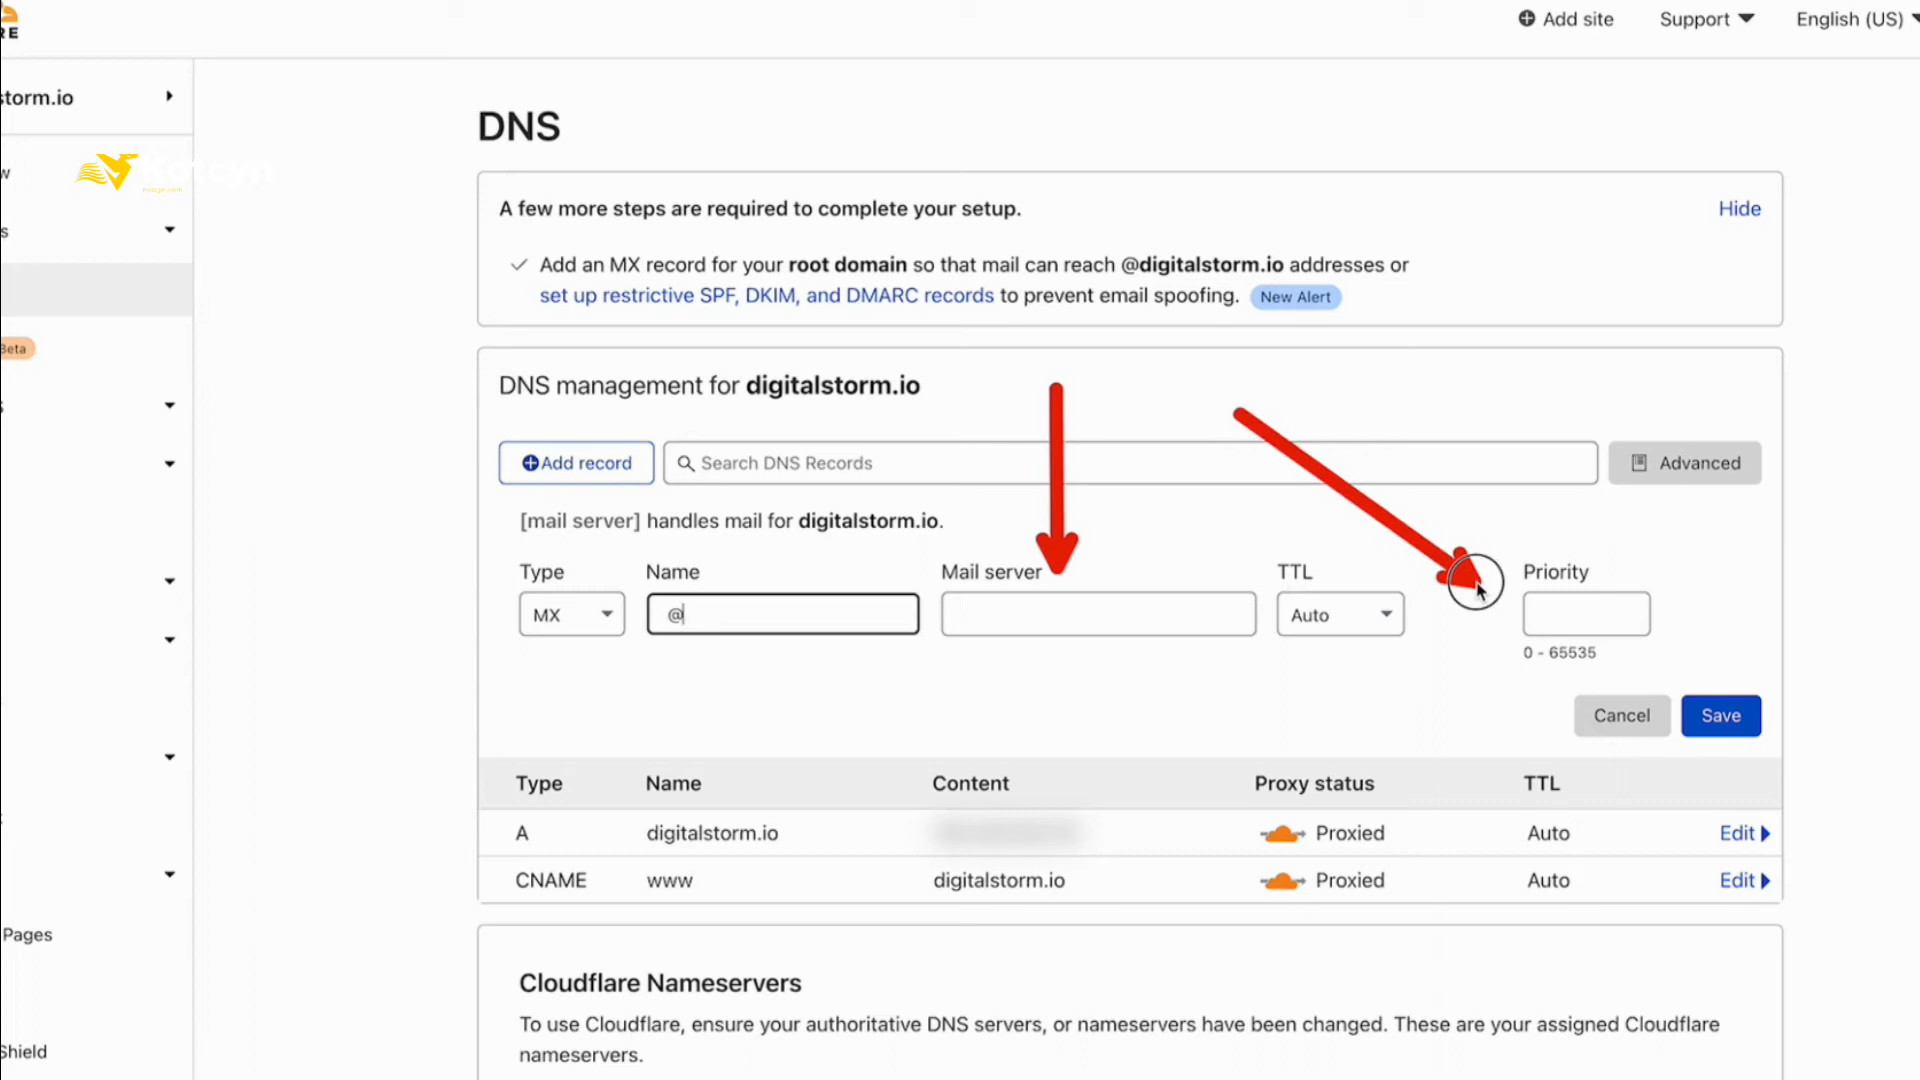 RE
Add site
Support
English (US)
storm.io
DNS
w
A few more steps are required to complete your setup.
Hide
Add an MX record for your root domain so that mail can reach @digitalstorm.io addresses or
set up restrictive SPF, DKIM, and DMARC records to prevent email spoofing. New Alert
s
Beta
DNS management for digitalstorm.io
Add record
Search DNS Records
Advanced
[mail server] handles mail for digitalstorm.io.
Type
Name
Mail server
TTL
Priority
MX
@
Auto
0 - 65535
Cancel
Save
Type Name Content Proxy status TTL
A digitalstorm.io Proxied Auto Edit
CNAME www digitalstorm.io Proxied Auto Edit
Pages
Cloudflare Nameservers
To use Cloudflare, ensure your authoritative DNS servers, or nameservers have been changed. These are your assigned Cloudflare
nameservers.
Shield